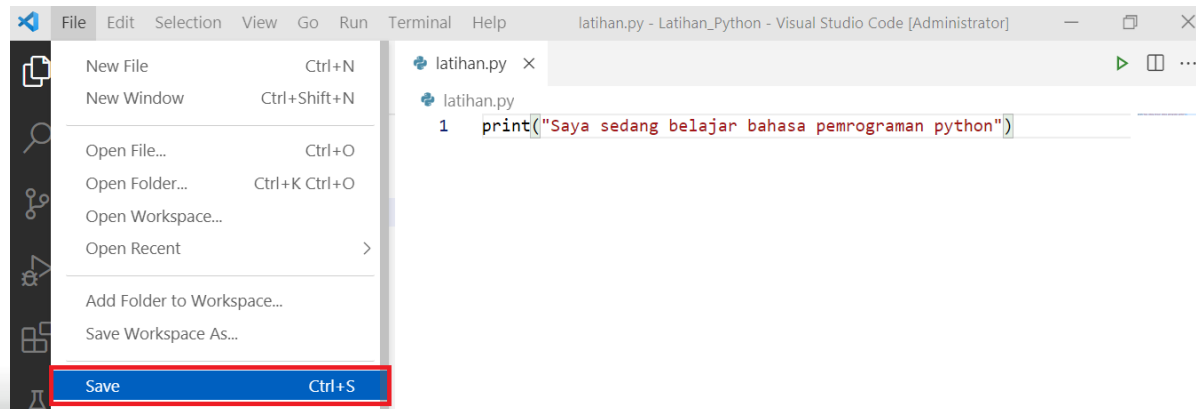 File Edit Selection View Go Run Terminal Help latihan.py - Latihan_Python - Visual Studio Code [Administrator]
New File Ctrl+N
New Window Ctrl+Shift+N
Open File... Ctrl+O
Open Folder... Ctrl+K Ctrl+O
Open Workspace...
Open Recent
Add Folder to Workspace...
Save Workspace As...
Save Ctrl+S
latihan.py
latihan.py
1 print("Saya sedang belajar bahasa pemrograman python")